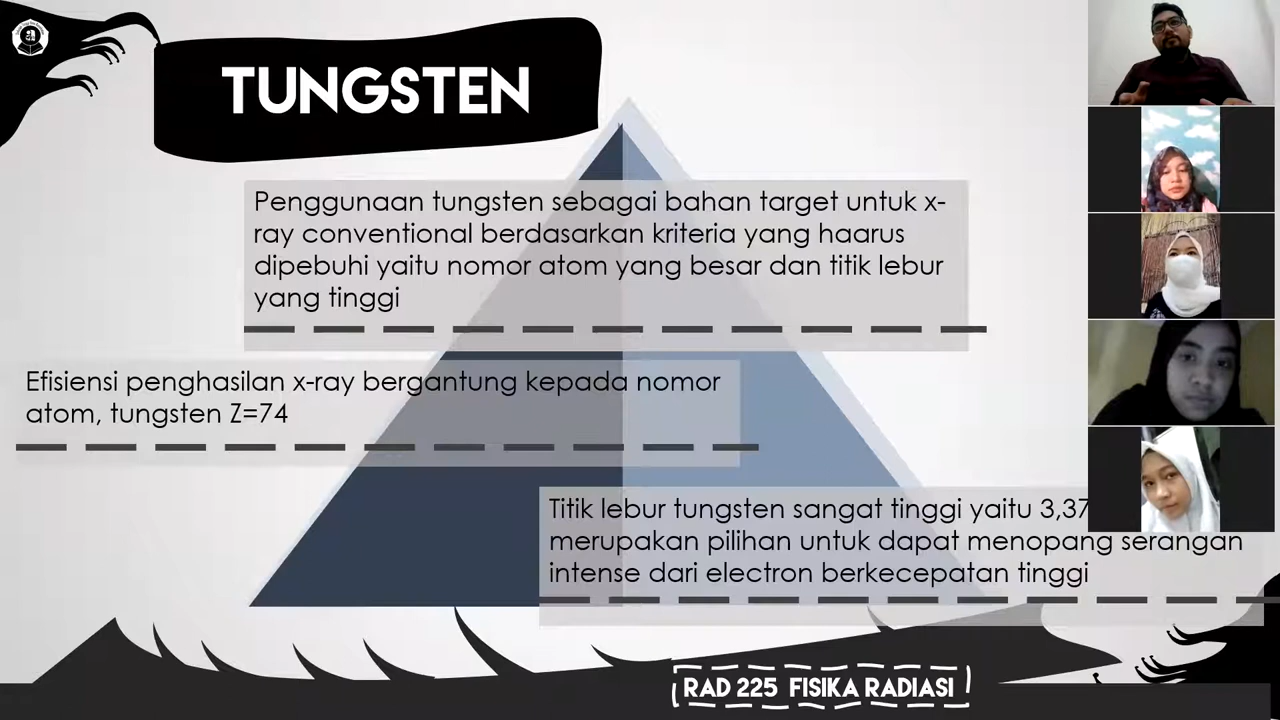 TUNGSTEN
Penggunaan tungsten sebagai bahan target untuk x-
ray conventional berdasarkan kriteria yang haarus
dipebuhi yaitu nomor atom yang besar dan titik lebur
yang tinggi
Efisiensi penghasilan x-ray bergantung kepada nomor
atom, tungsten Z=74
Titik lebur tungsten sangat tinggi yaitu 3,37
merupakan pilihan untuk dapat menopang serangan
intense dari electron berkecepatan tinggi
RAD 225 FISIKA RADIASI